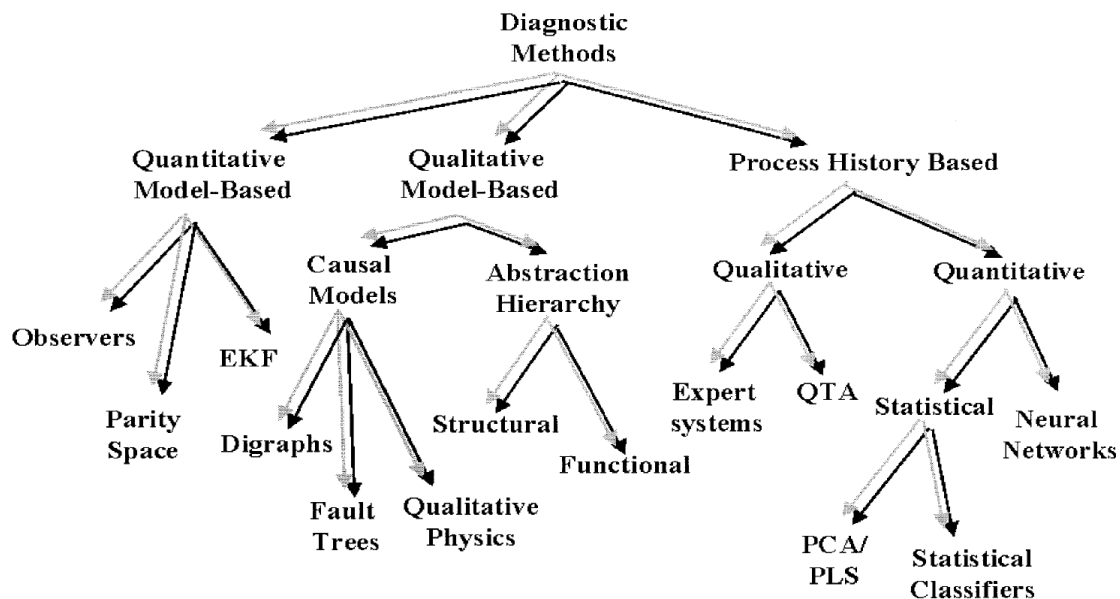 Diagnostic
Methods
Quantitative
Model-Based
Qualitative
Model-Based
Process History Based
Causal
Models
Abstraction
Hierarchy
Qualitative
Quantitative
Observers
EKF
Parity
Space
Digraphs
Fault
Trees
Qualitative
Physics
Structural
Functional
Expert
systems
QTA
Statistical
Neural
Networks
PCA/
PLS
Statistical
Classifiers